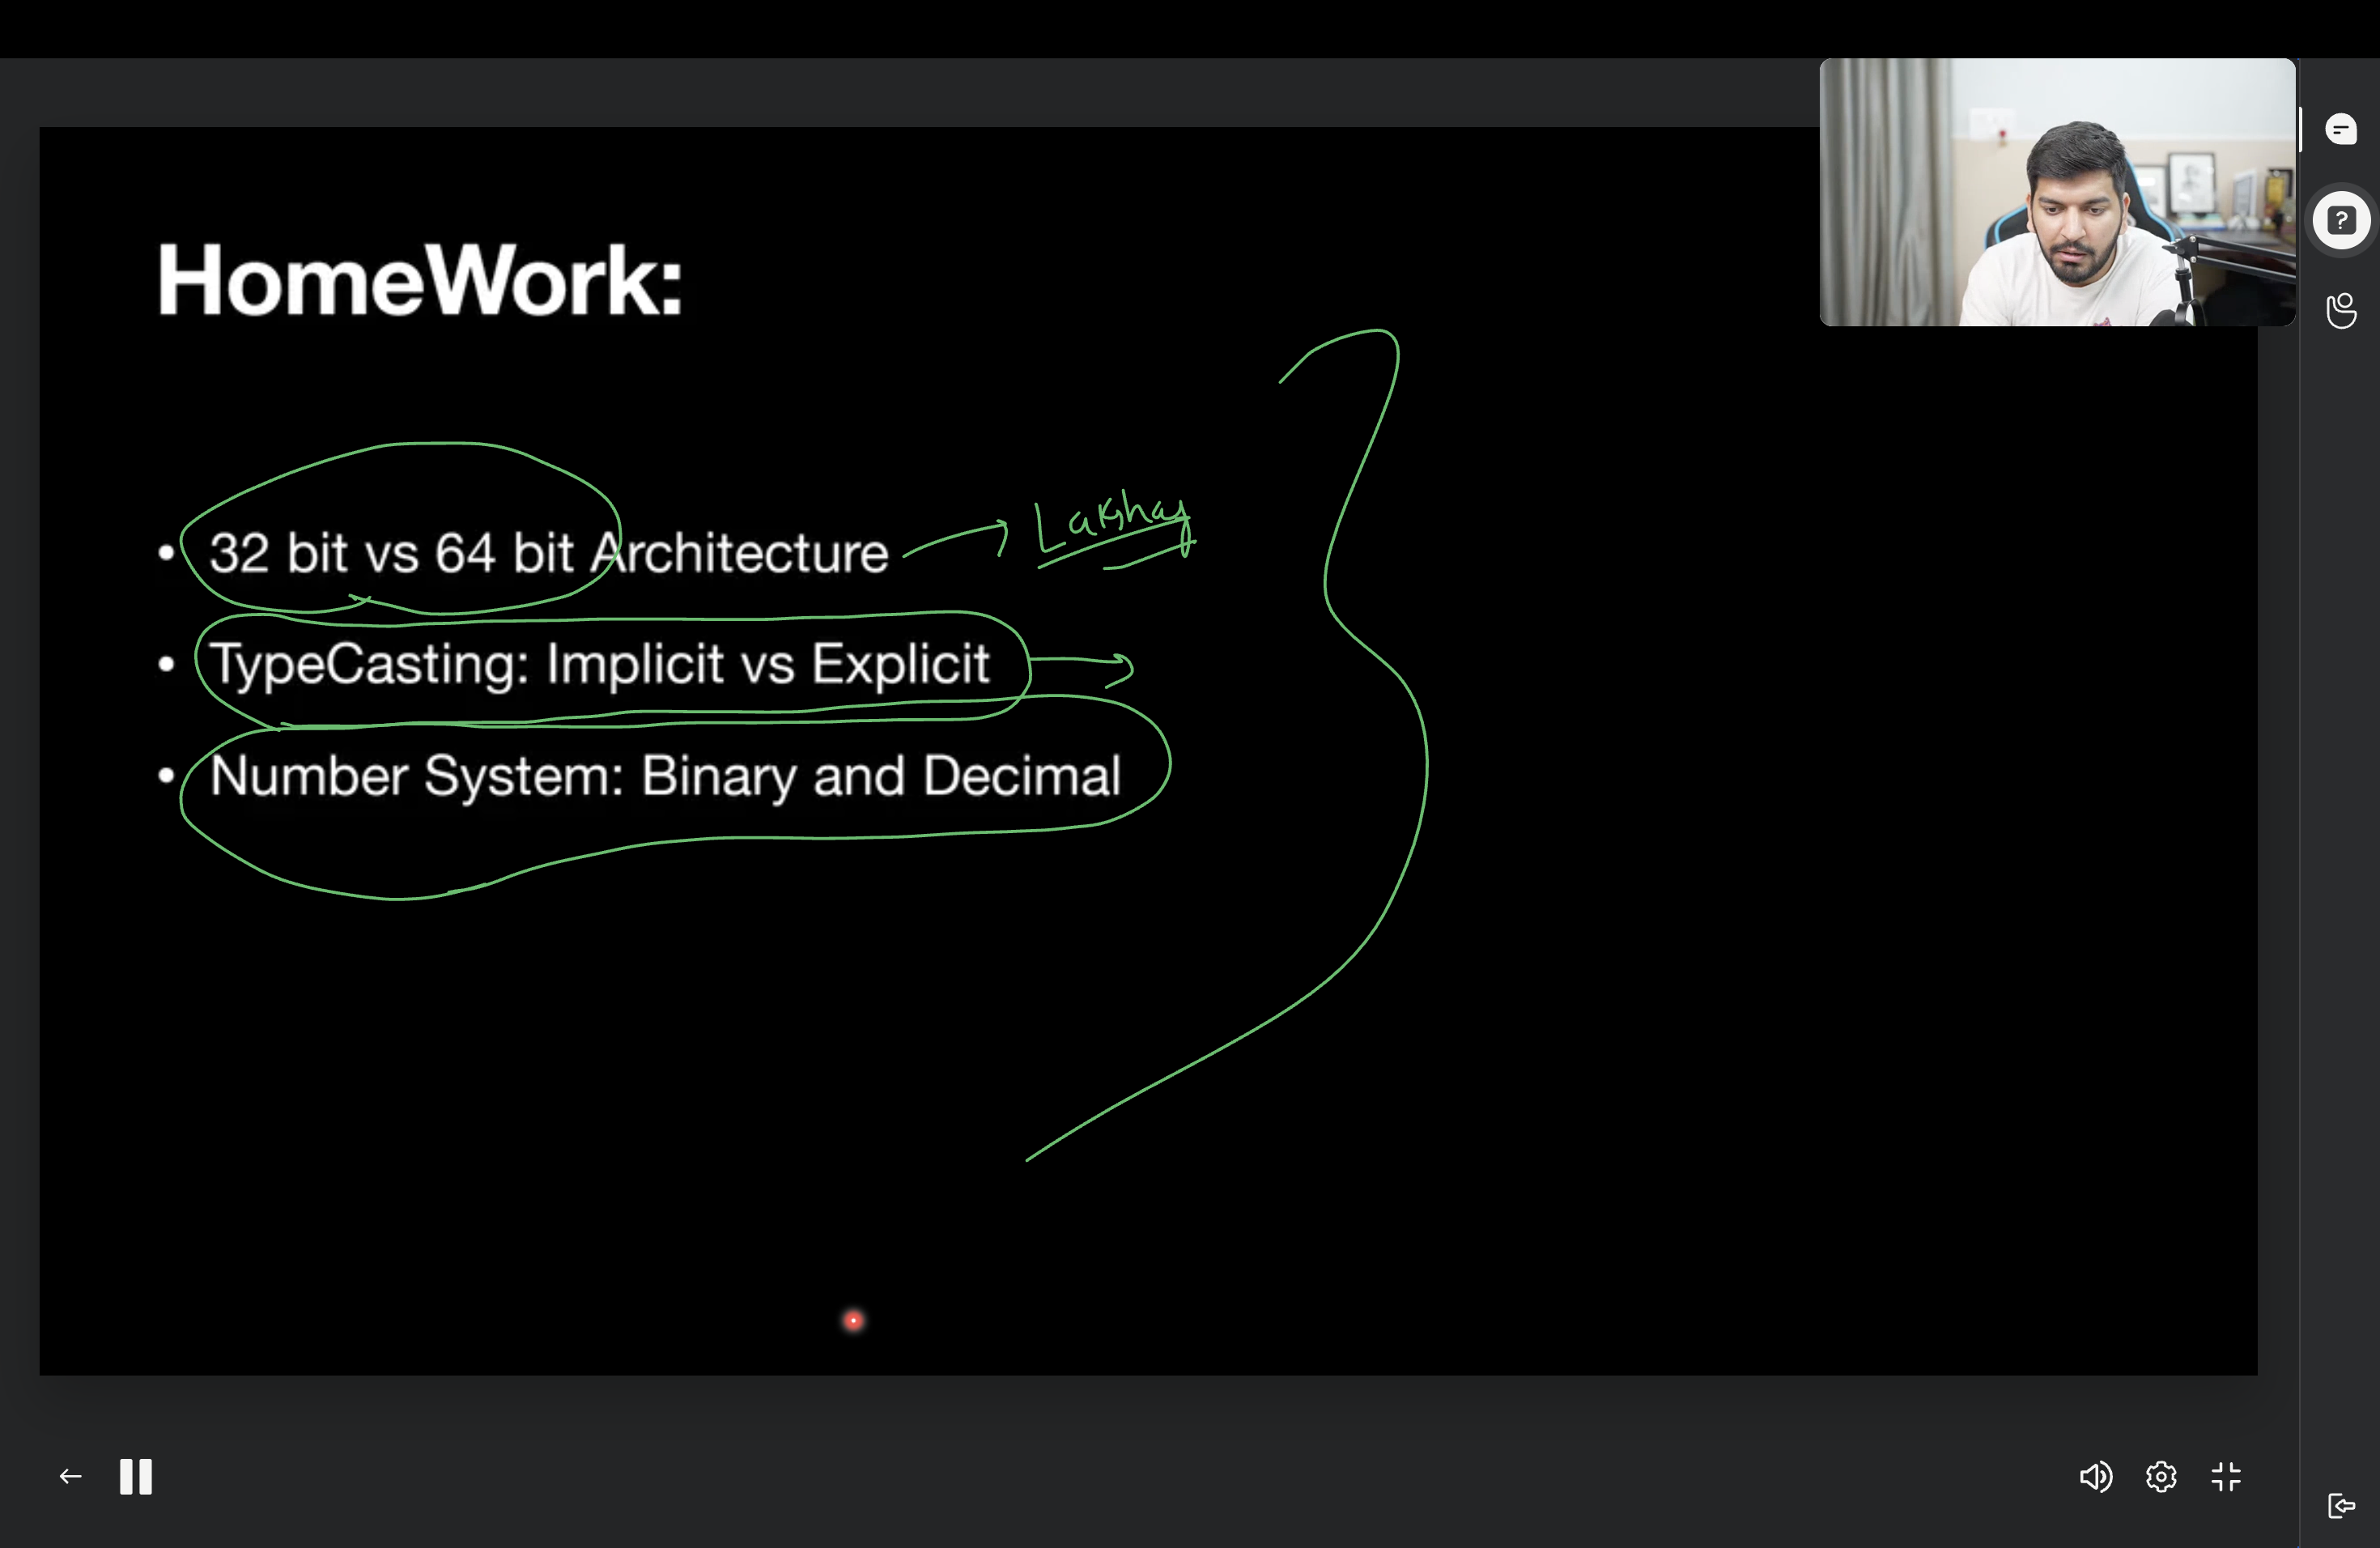 HomeWork:
• 32 bit vs 64 bit Architecture → Lakshay
• TypeCasting: Implicit vs Explicit →
• Number System: Binary and Decimal